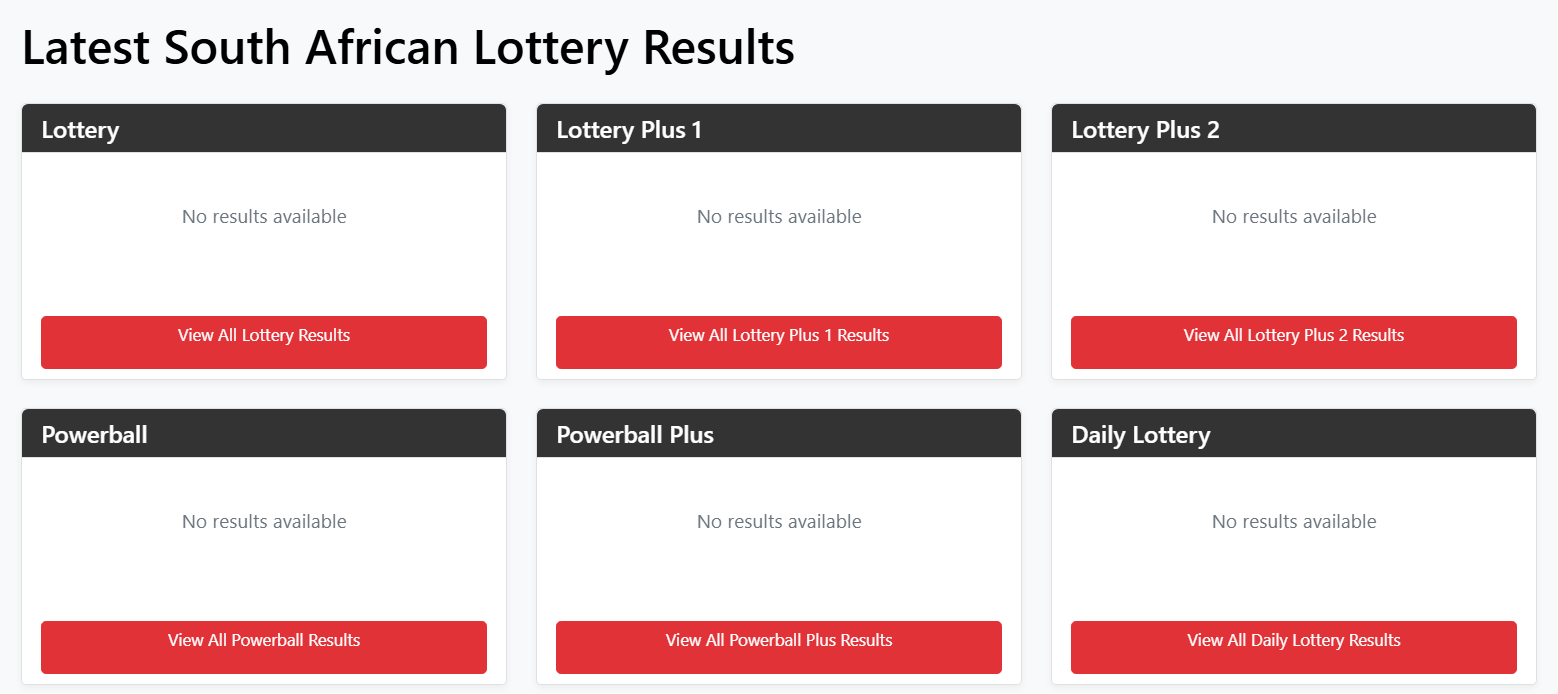 Latest South African Lottery Results
Lottery
No results available
View All Lottery Results
Lottery Plus 1
No results available
View All Lottery Plus 1 Results
Lottery Plus 2
No results available
View All Lottery Plus 2 Results
Powerball
No results available
View All Powerball Results
Powerball Plus
No results available
View All Powerball Plus Results
Daily Lottery
No results available
View All Daily Lottery Results